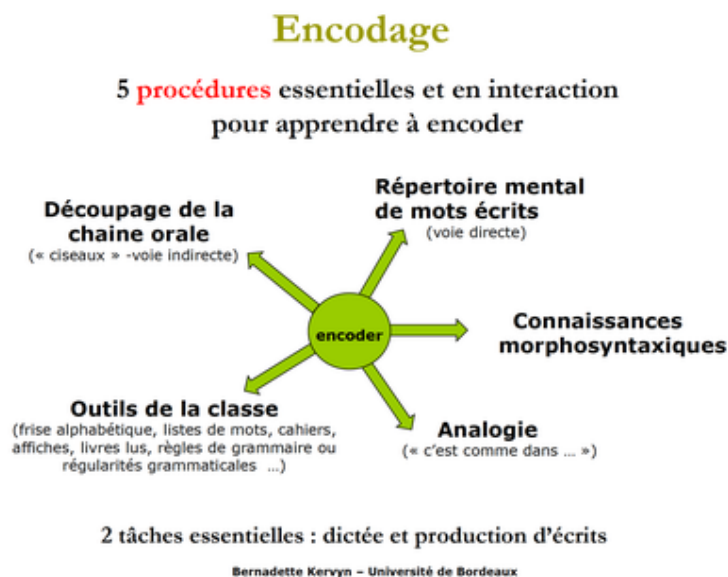 Encodage
5 procédures essentielles et en interaction
pour apprendre à encoder
Découpage de la
chaine orale
(« ciseaux » -voie indirecte)
Répertoire mental
de mots écrits
(voie directe)
encoder
Connaissances
morphosyntaxiques
Outils de la classe
(frise alphabétique, listes de mots, cahiers,
affiches, livres lus, règles de grammaire ou
régularités grammaticales ...)
Analogie
(« c'est comme dans ... »)
2 tâches essentielles : dictée et production d'écrits
Bernadette Kervyn – Université de Bordeaux